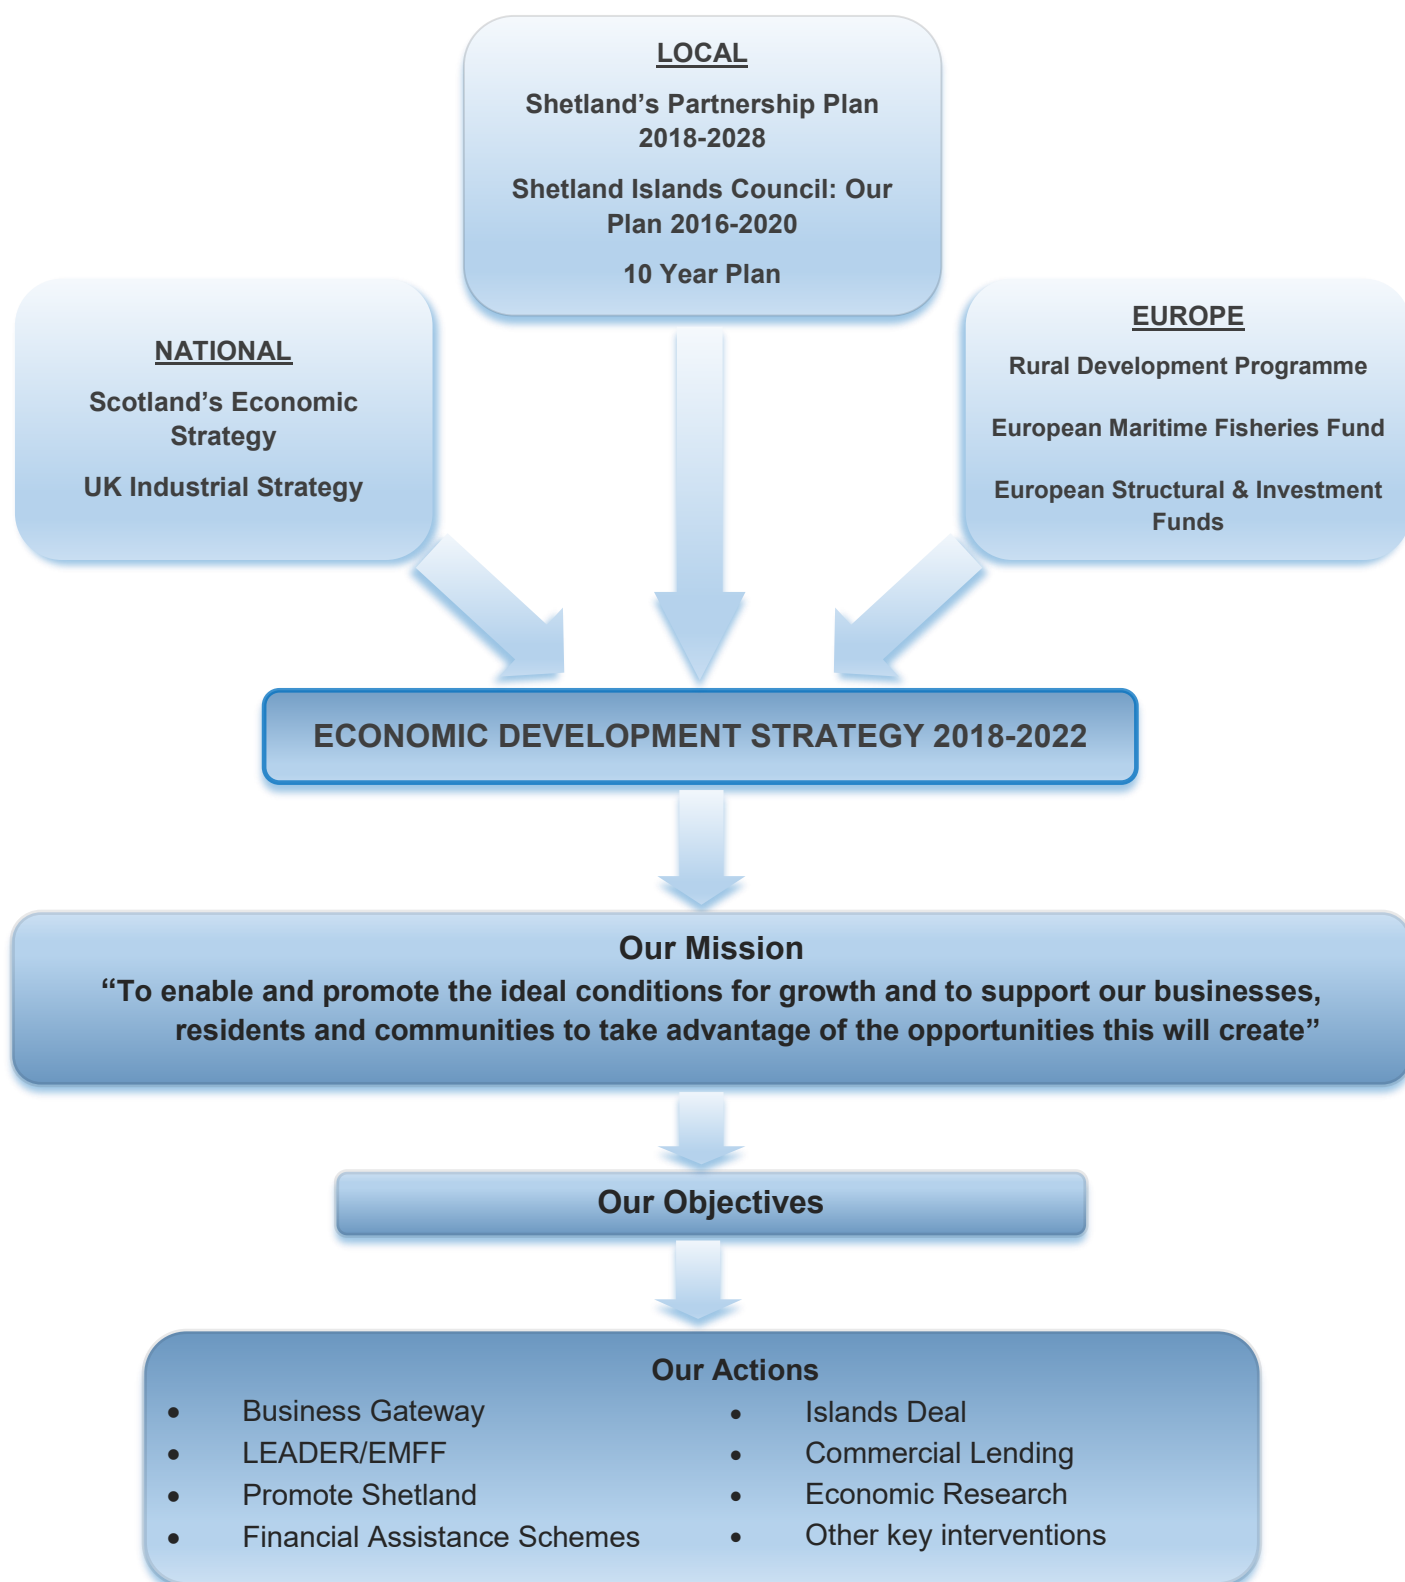 LOCAL
Shetland’s Partnership Plan
2018-2028
Shetland Islands Council: Our
Plan 2016-2020
10 Year Plan
NATIONAL
Scotland’s Economic
Strategy
UK Industrial Strategy
EUROPE
Rural Development Programme
European Maritime Fisheries Fund
European Structural & Investment
Funds
ECONOMIC DEVELOPMENT STRATEGY 2018-2022
Our Mission
“To enable and promote the ideal conditions for growth and to support our businesses,
residents and communities to take advantage of the opportunities this will create”
Our Objectives
Our Actions
• Business Gateway
• LEADER/EMFF
• Promote Shetland
• Financial Assistance Schemes
• Islands Deal
• Commercial Lending
• Economic Research
• Other key interventions